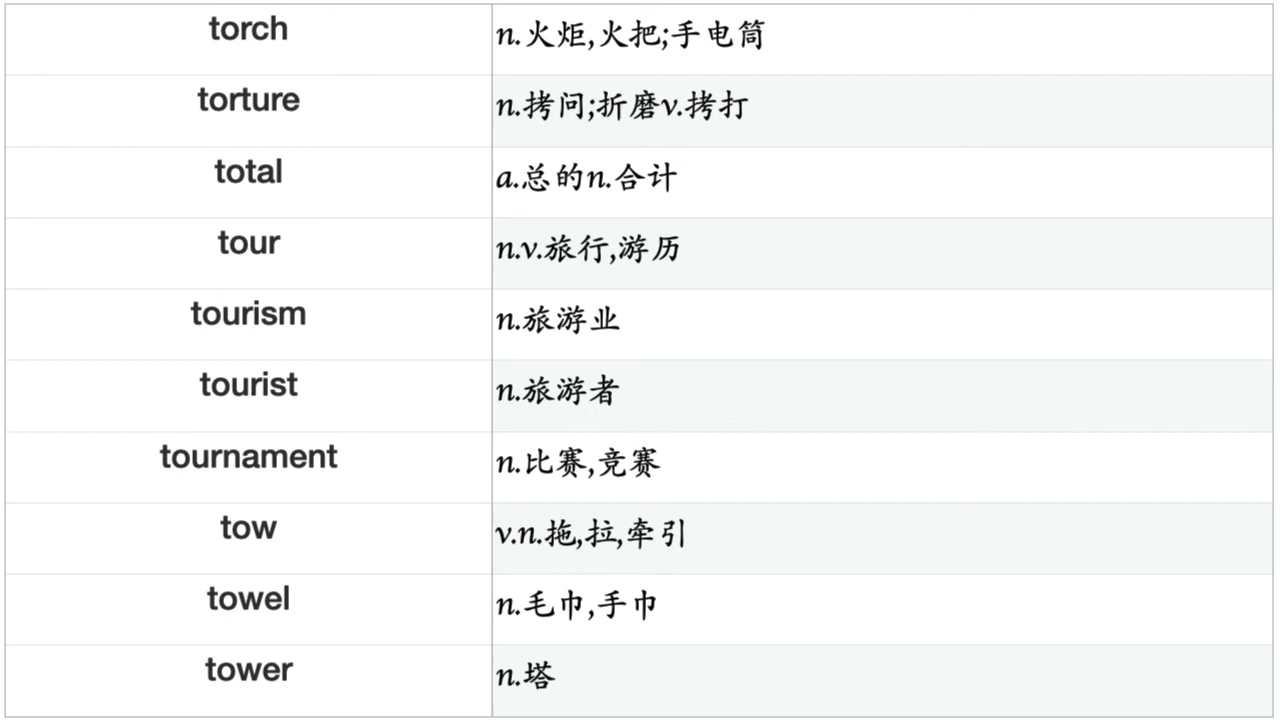 torch n.火炬,火把;手电筒
torture n.拷问;折磨v.拷打
total a.总的n.合计
tour n.v.旅行,游历
tourism n.旅游业
tourist n.旅游者
tournament n.比赛,竞赛
tow v.n.拖,拉,牵引
towel n.毛巾,手巾
tower n.塔